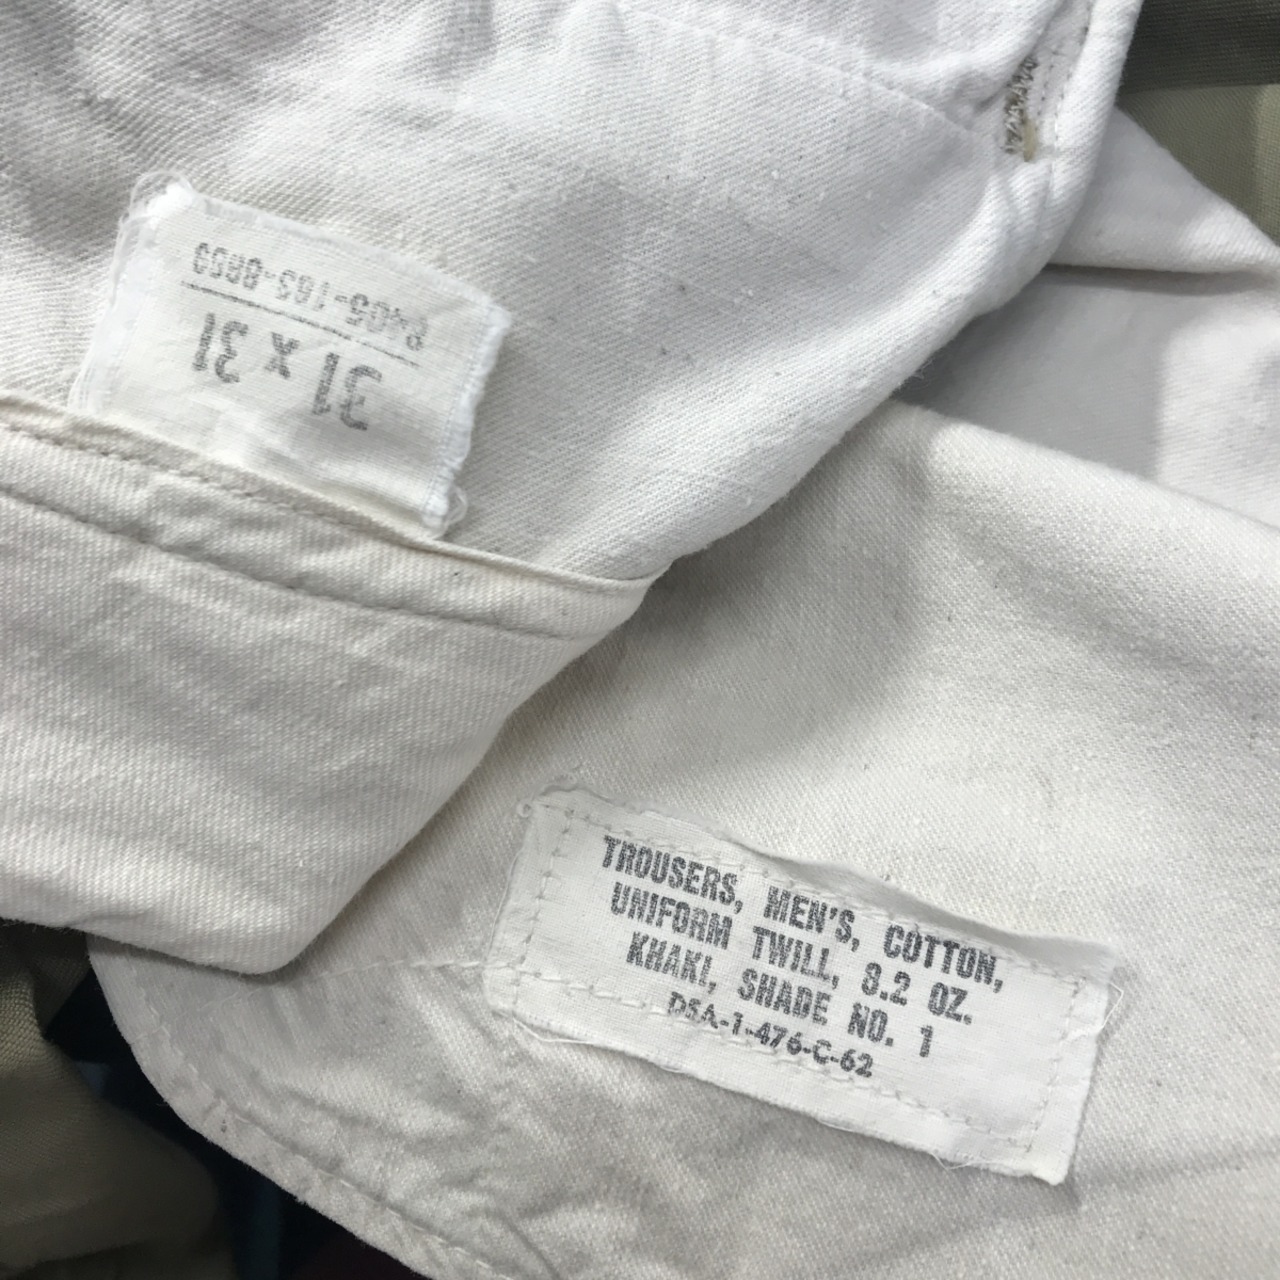 31 x 31
8405-163-8653
TROUSERS, MEN'S, COTTON,
UNIFORM TWILL, 8.2 OZ.
KHAKI, SHADE NO. 1
DSA-1-476-C-62